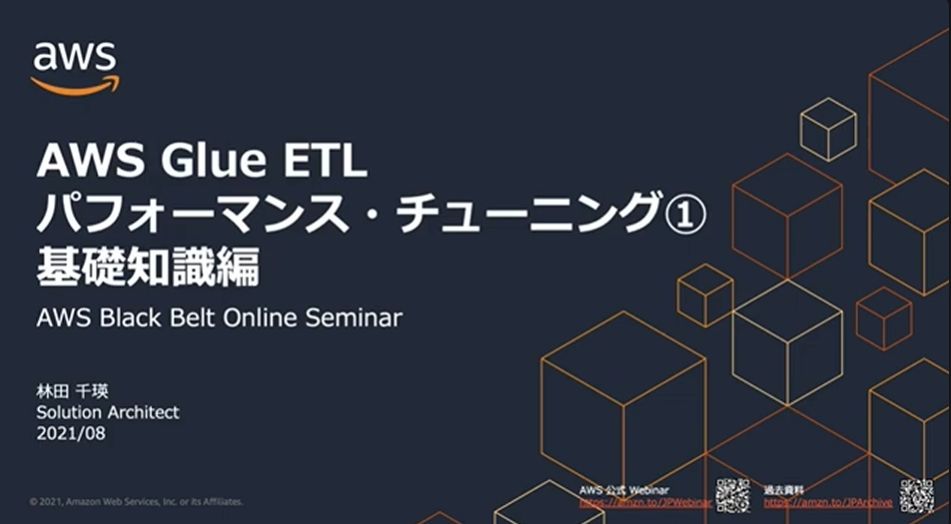 aws
AWS Glue ETL
パフォーマンス・チューニング①
基礎知識編
AWS Black Belt Online Seminar
林田 千瑛
Solution Architect
2021/08
© 2021, Amazon Web Services, Inc. or its Affiliates.
AWS 公式 Webinar
https://amzn.to/JPWebinar
過去資料
https://amzn.to/JPArchive